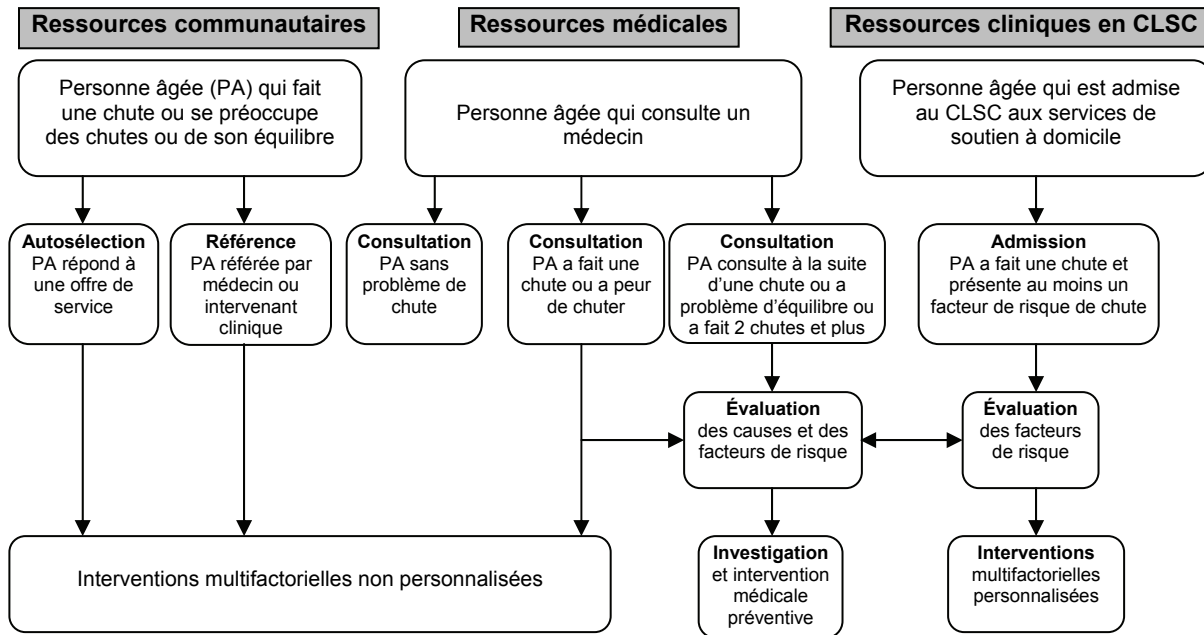 Ressources communautaires
Ressources médicales
Ressources cliniques en CLSC
Personne âgée (PA) qui fait
une chute ou se préoccupe
des chutes ou de son équilibre
Personne âgée qui consulte un
médecin
Personne âgée qui est admise
au CLSC aux services de
soutien à domicile
Autosélection
PA répond à
une offre de
service
Référence
PA référée par
médecin ou
intervenant
clinique
Consultation
PA sans
problème de
chute
Consultation
PA a fait une
chute ou a peur
de chuter
Consultation
PA consulte à la suite
d’une chute ou a
problème d’équilibre ou
a fait 2 chutes et plus
Admission
PA a fait une chute et
présente au moins un
facteur de risque de chute
Évaluation
des causes et des
facteurs de risque
Évaluation
des facteurs
de risque
Interventions multifactorielles non personnalisées
Investigation
et intervention
médicale
préventive
Interventions
multifactorielles
personnalisées